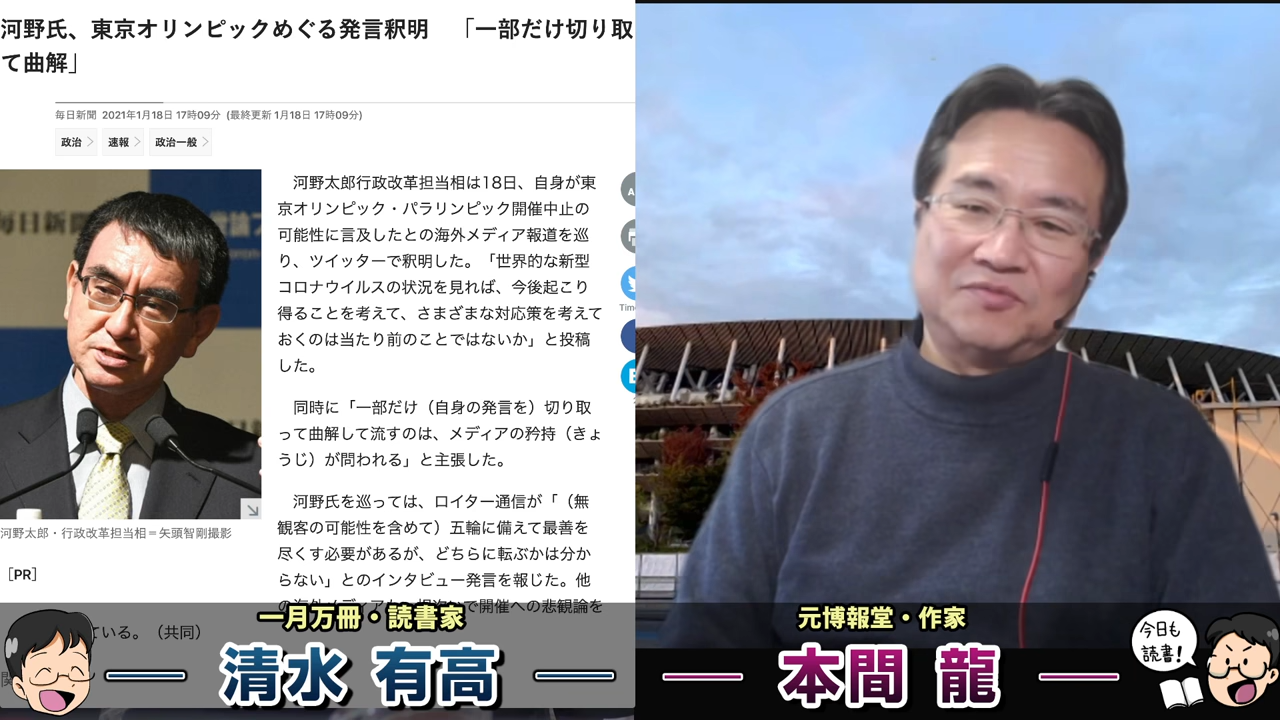 河野氏、東京オリンピックめぐる発言釈明　「一部だけ切り取
て曲解」
毎日新聞 2021年1月18日 17時09分 (最終更新 1月18日 17時09分)
政治
速報
政治一般
毎日新聞
河野太郎・行政改革担当相＝矢頭智剛撮影
［PR］
　河野太郎行政改革担当相は18日、自身が東
京オリンピック・パラリンピック開催中止の
可能性に言及したとの海外メディア報道を巡
り、ツイッターで釈明した。「世界的な新型
コロナウイルスの状況を見れば、今後起こり
得ることを考えて、さまざまな対応策を考えて
おくのは当たり前のことではないか」と投稿
した。
　同時に「一部だけ（自身の発言を）切り取
って曲解して流すのは、メディアの矜持（きょ
うじ）が問われる」と主張した。
　河野氏を巡っては、ロイター通信が「（無
観客の可能性を含めて）五輪に備えて最善を
尽くす必要があるが、どちらに転ぶかは分か
らない」とのインタビュー発言を報じた。他
で開催への悲観論を
ている。（共同）
一月万冊・読書家
清水 有高
元博報堂・作家
本間 龍
今日も
読書!